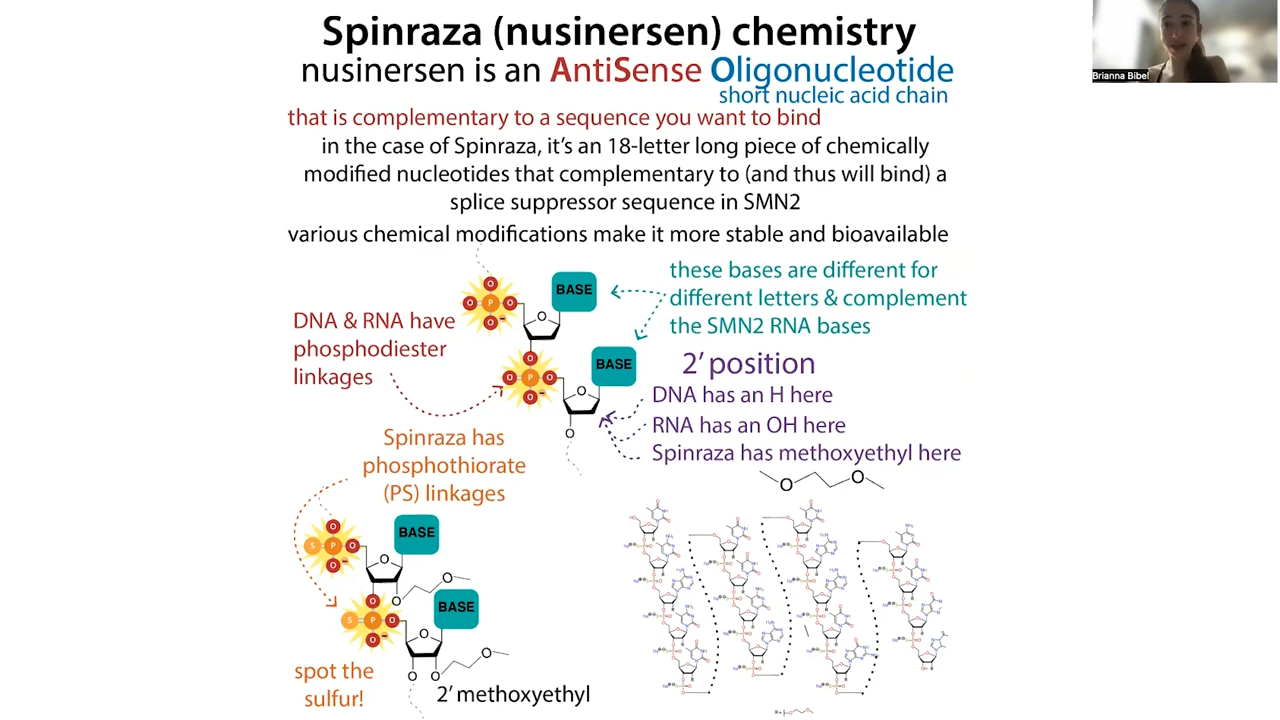 Spinraza (nusinersen) chemistry
nusinersen is an AntiSense Oligonucleotide
short nucleic acid chain
that is complementary to a sequence you want to bind
in the case of Spinraza, it's an 18-letter long piece of chemically
modified nucleotides that complementary to (and thus will bind) a
splice suppressor sequence in SMN2
various chemical modifications make it more stable and bioavailable
Brianna Bibel
these bases are different for
different letters & complement
the SMN2 RNA bases
BASE
O
O P O
O
O
DNA & RNA have
phosphodiester
linkages
BASE
O
O P O
O
O
O
2' position
DNA has an H here
RNA has an OH here
Spinraza has methoxyethyl here
O O
Spinraza has
phosphothiorate
(PS) linkages
BASE
O
S P O
O
O
O
O
BASE
O
S P O
O
O
O
O
O
spot the
sulfur!
2' methoxyethyl